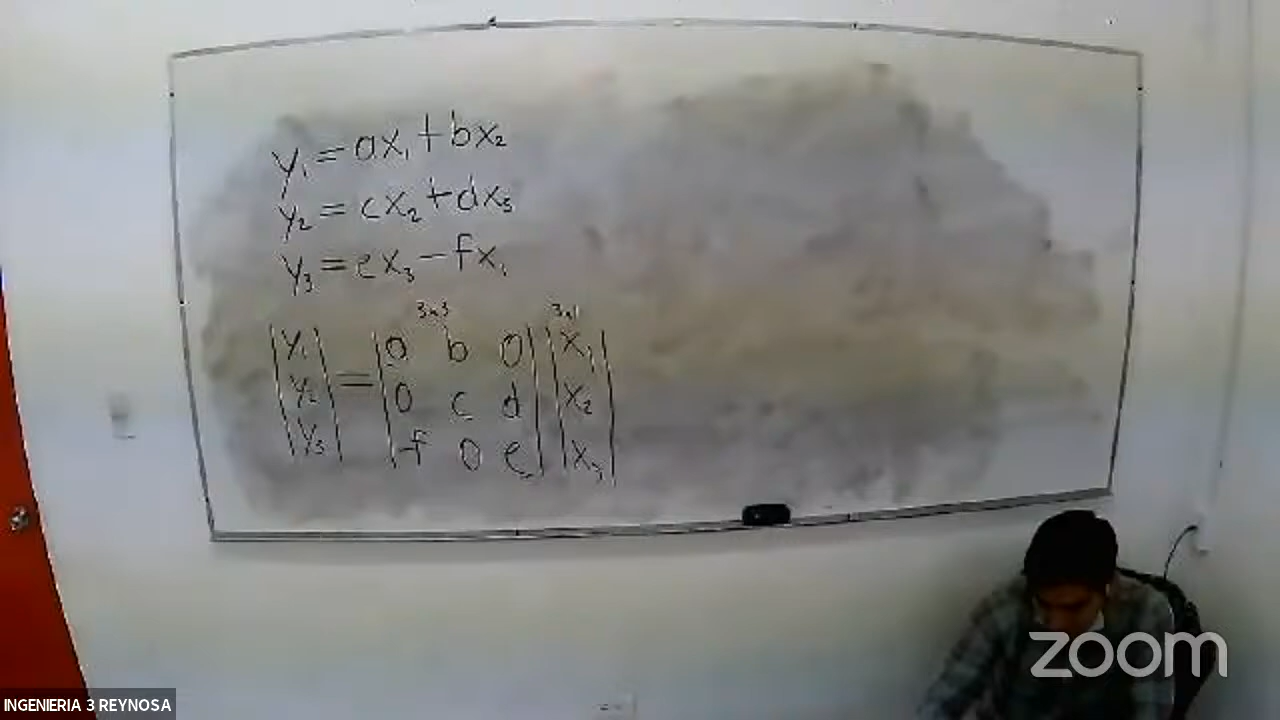 y₁ = ax₁ + bx₂
y₂ = cx₂ + dx₃
y₃ = ex₃ − fx₁
3x3 3x1
|y₁| = |a b 0| |x₁|
|y₂| |0 c d| |x₂|
|y₃| |-f 0 e| |x₃|
zoom
INGENIERIA 3 REYNOSA